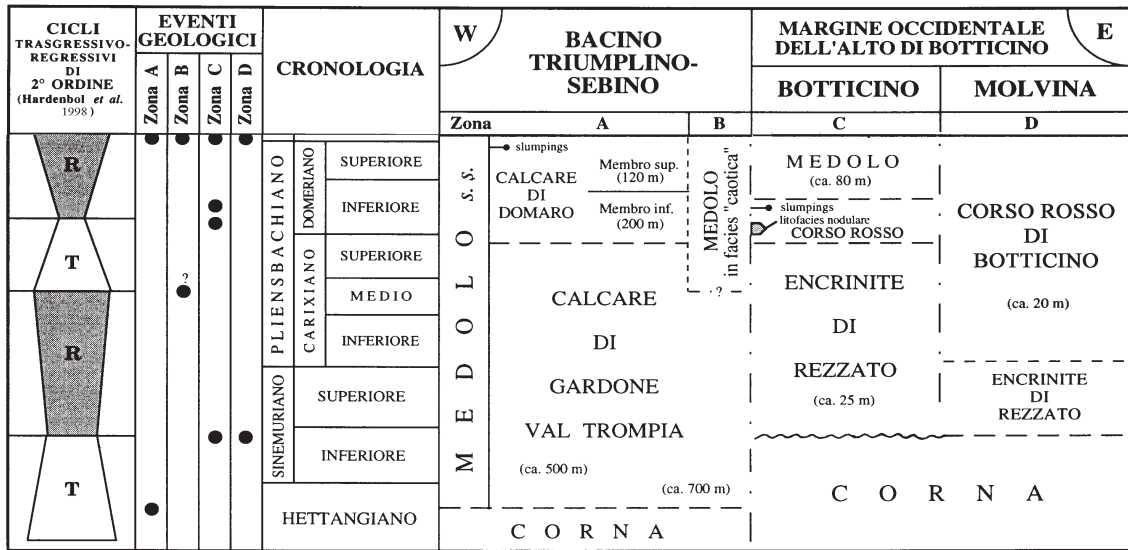 CICLI
TRASGRESSIVO-
REGRESSIVI
DI
2° ORDINE
(Hardenbol et al.
1998)
EVENTI
GEOLOGICI
Zona A
Zona B
Zona C
Zona D
CRONOLOGIA
W
BACINO
TRIUMPLINO-
SEBINO
MARGINE OCCIDENTALE
DELL'ALTO DI BOTTICINO
E
BOTTICINO
MOLVINA
Zona
A
B
C
D
R
T
R
T
?
PLIENSBACHIANO
DOMERIANO
SUPERIORE
INFERIORE
CARIXIANO
SUPERIORE
MEDIO
INFERIORE
SINEMURIANO
SUPERIORE
INFERIORE
HETTANGIANO
MEDOLO s.s.
slumpings
CALCARE
DI
DOMARO
Membro sup.
(120 m)
Membro inf.
(200 m)
MEDOLO
in facies "caotica"
?
CALCARE
DI
GARDONE
VAL TROMPIA
(ca. 500 m)
(ca. 700 m)
CORNA
MEDOLO
(ca. 80 m)
slumpings
litofacies nodulare
CORSO ROSSO
ENCRINITE
DI
REZZATO
(ca. 25 m)
CORSO ROSSO
DI
BOTTICINO
(ca. 20 m)
ENCRINITE
DI
REZZATO
CORNA